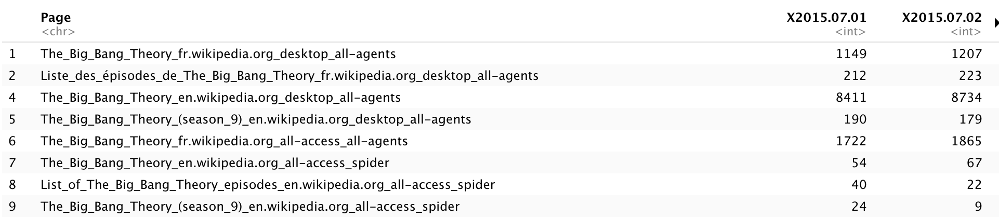 Page X2015.07.01 X2015.07.02
<chr> <int> <int>
1 The_Big_Bang_Theory_fr.wikipedia.org_desktop_all-agents 1149 1207
2 Liste_des_épisodes_de_The_Big_Bang_Theory_fr.wikipedia.org_desktop_all-agents 212 223
4 The_Big_Bang_Theory_en.wikipedia.org_desktop_all-agents 8411 8734
5 The_Big_Bang_Theory_(season_9)_en.wikipedia.org_desktop_all-agents 190 179
6 The_Big_Bang_Theory_fr.wikipedia.org_all-access_all-agents 1722 1865
7 The_Big_Bang_Theory_en.wikipedia.org_all-access_spider 54 67
8 List_of_The_Big_Bang_Theory_episodes_en.wikipedia.org_all-access_spider 40 22
9 The_Big_Bang_Theory_(season_9)_en.wikipedia.org_all-access_spider 24 9